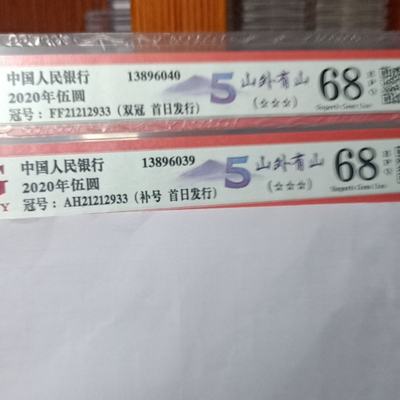 中国人民银行 13896040 5 山外有山 68
2020年伍圆 (☆☆☆)
冠号: FF21212933 (双冠 首日发行)
中国人民银行 13896039 5 山外有山 68
2020年伍圆 (☆☆☆)
冠号: AH21212933 (补号 首日发行)